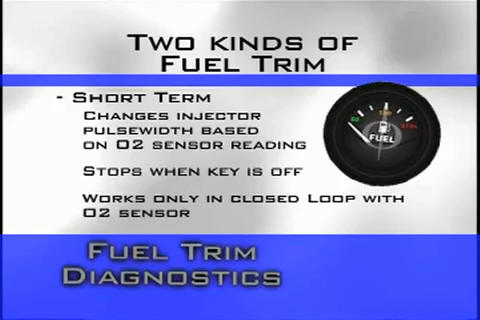 Two kinds of
Fuel Trim
- Short Term
Changes injector
pulsewidth based
on O2 sensor reading
Stops when key is off
Works only in closed Loop with
O2 sensor
FUEL
Fuel Trim
Diagnostics